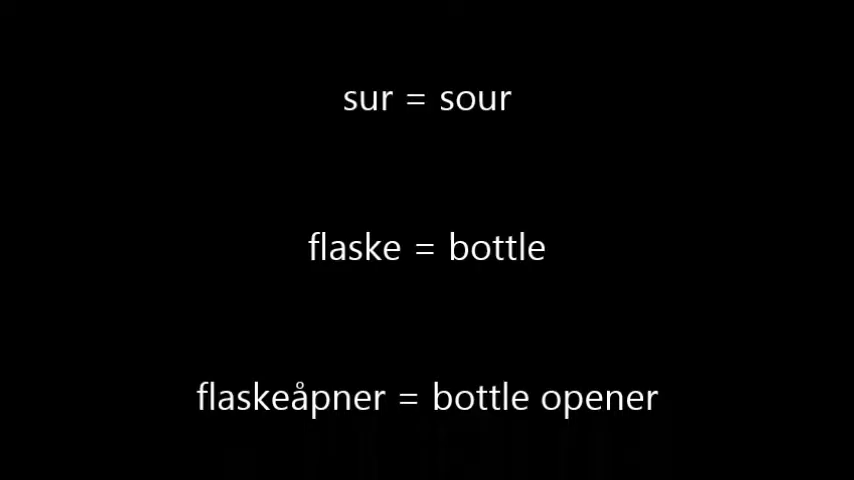 sur = sour
flaske = bottle
flaskeåpner = bottle opener